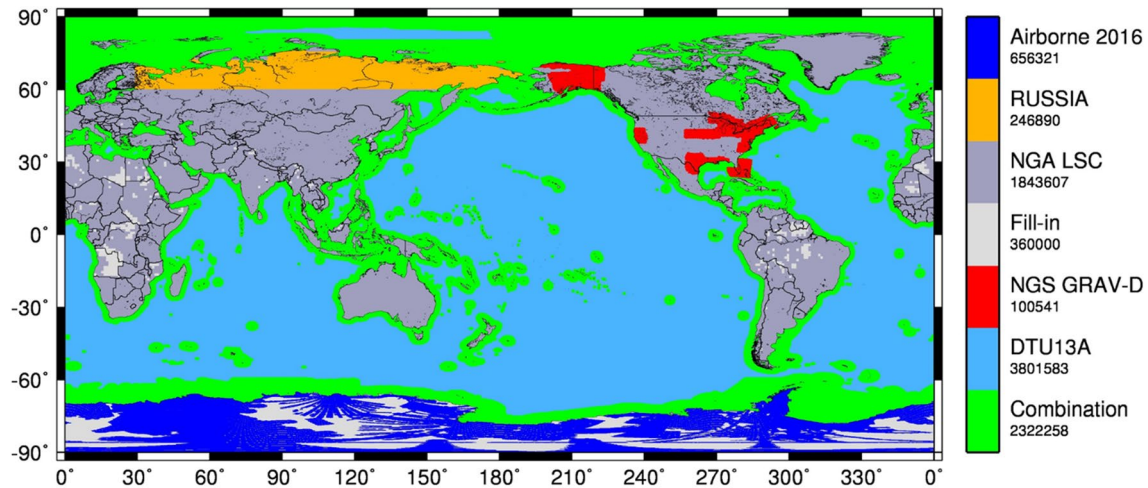 90°
60°
30°
0°
-30°
-60°
-90°
0° 30° 60° 90° 120° 150° 180° 210° 240° 270° 300° 330° 0°
Airborne 2016
656321
RUSSIA
246890
NGA LSC
1843607
Fill-in
360000
NGS GRAV-D
100541
DTU13A
3801583
Combination
2322258